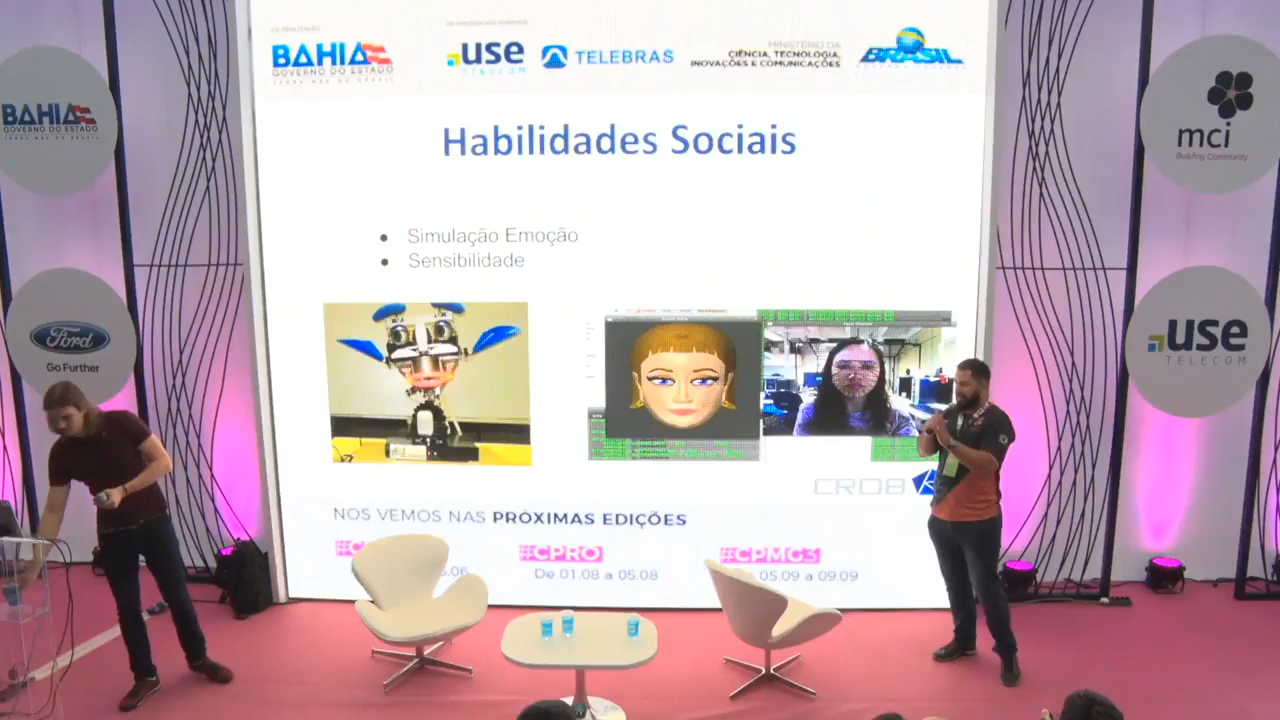 BAHIA
GOVERNO DO ESTADO
use
TELECOM
TELEBRAS
MINISTÉRIO DA
CIÊNCIA, TECNOLOGIA,
INOVAÇÕES E COMUNICAÇÕES
BRASIL
Habilidades Sociais
Simulação Emoção
Sensibilidade
CROB
NOS VEMOS NAS PRÓXIMAS EDIÇÕES
#CPRO
De 01.08 a 05.08
#CPMG3
05.09 a 09.09
BAHIA
GOVERNO DO ESTADO
Ford
Go Further
mci
Building Community
use
TELECOM